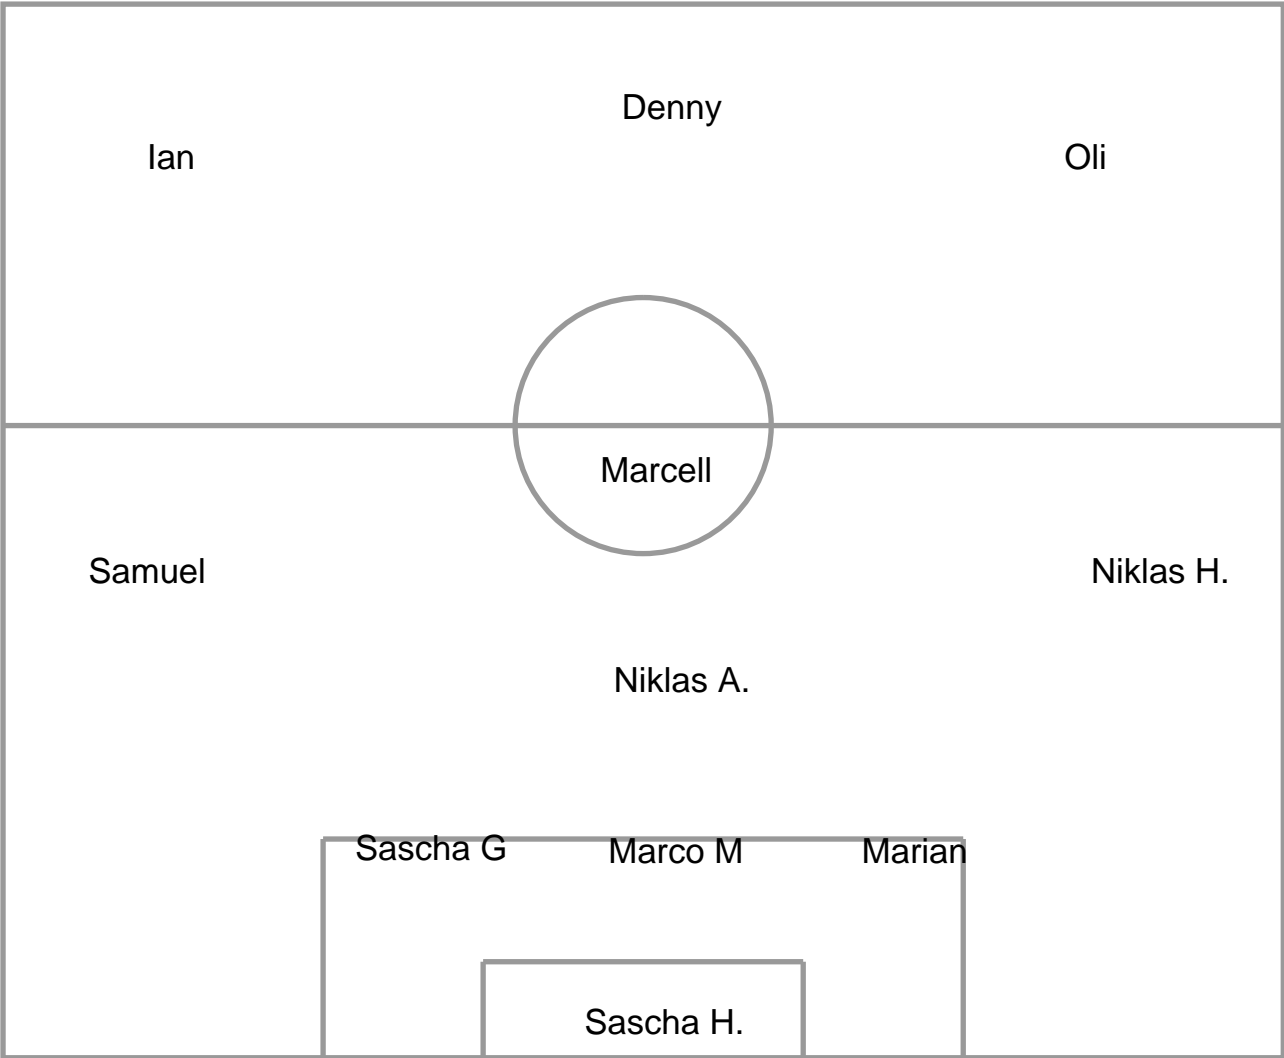 Denny
Ian
Oli
Marcell
Samuel
Niklas H.
Niklas A.
Sascha G
Marco M
Marian
Sascha H.